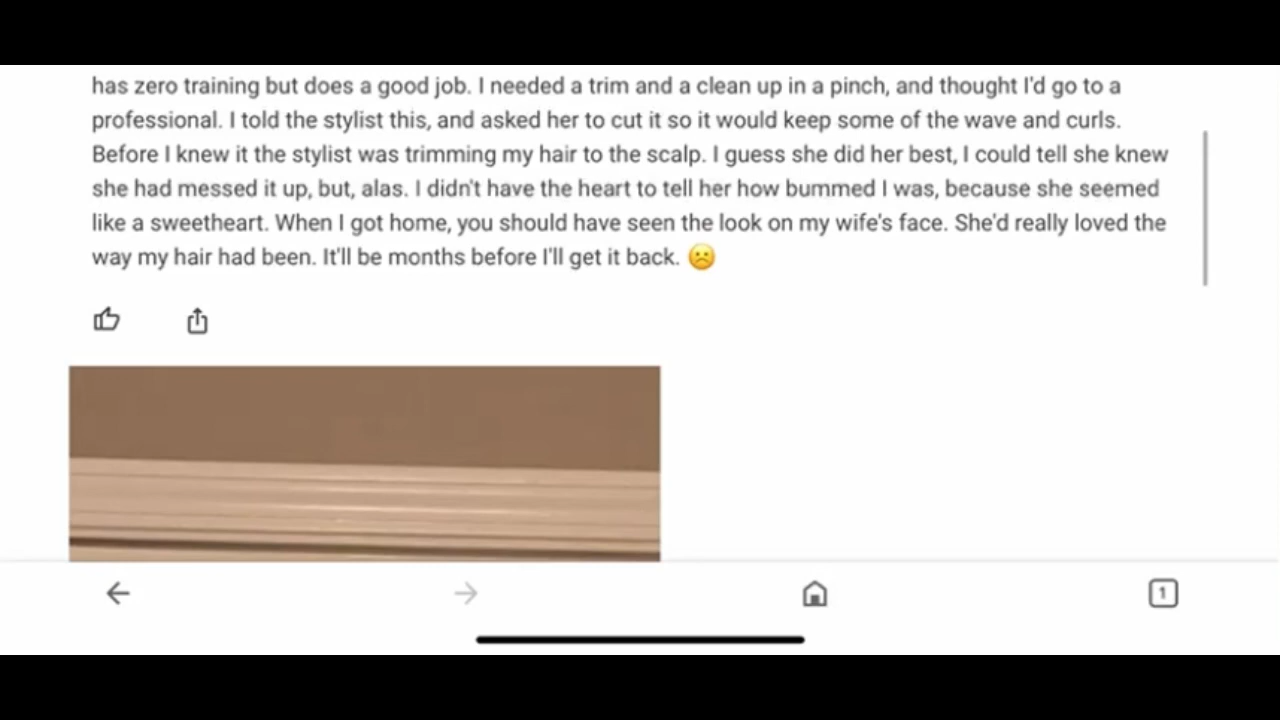 has zero training but does a good job. I needed a trim and a clean up in a pinch, and thought I'd go to a
professional. I told the stylist this, and asked her to cut it so it would keep some of the wave and curls.
Before I knew it the stylist was trimming my hair to the scalp. I guess she did her best, I could tell she knew
she had messed it up, but, alas. I didn't have the heart to tell her how bummed I was, because she seemed
like a sweetheart. When I got home, you should have seen the look on my wife's face. She'd really loved the
way my hair had been. It'll be months before I'll get it back. ☹️
1